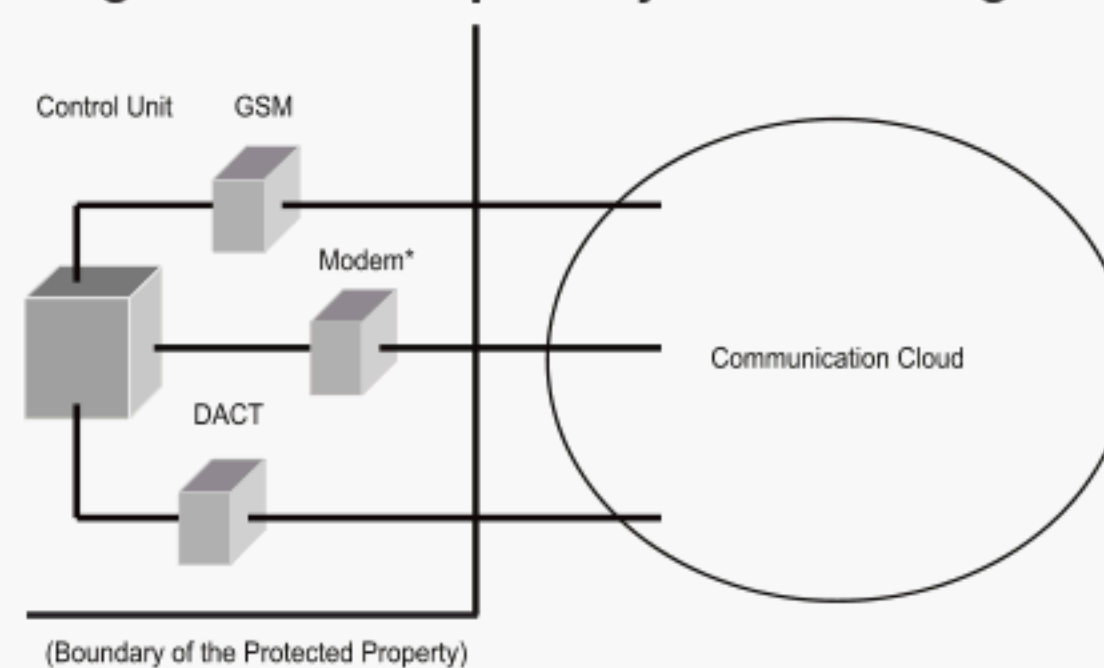 Control Unit
GSM
Modem*
DACT
Communication Cloud
(Boundary of the Protected Property)